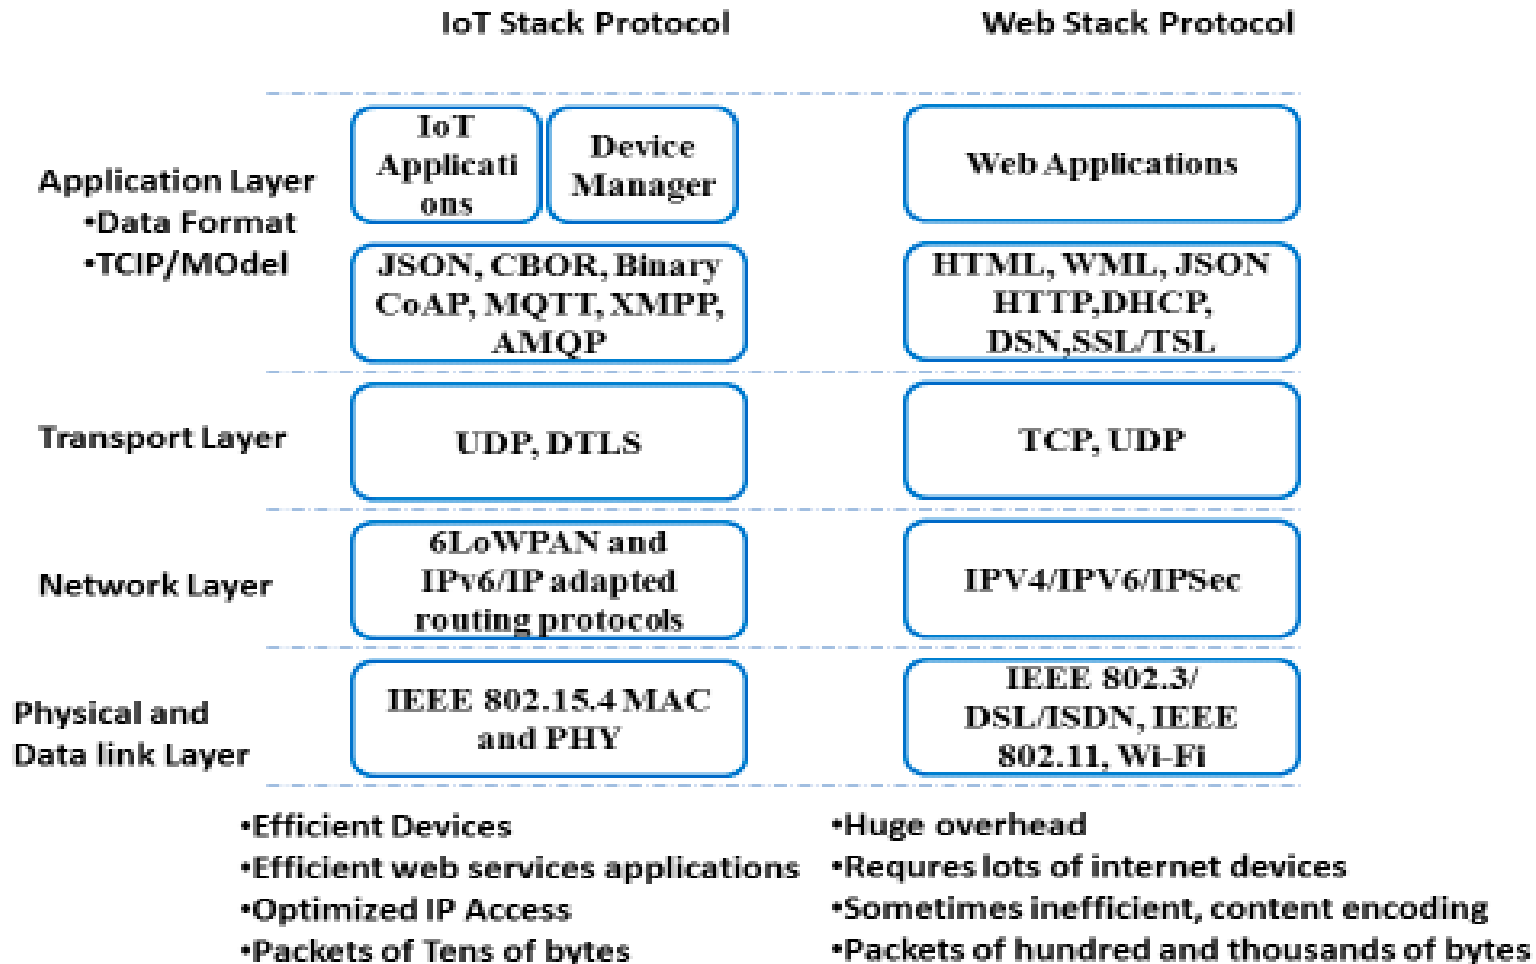 IoT Stack Protocol
Web Stack Protocol
Application Layer
•Data Format
•TCIP/MOdel
IoT
Applicati
ons
Device
Manager
Web Applications
JSON, CBOR, Binary
CoAP, MQTT, XMPP,
AMQP
HTML, WML, JSON
HTTP,DHCP,
DSN,SSL/TSL
Transport Layer
UDP, DTLS
TCP, UDP
Network Layer
6LoWPAN and
IPv6/IP adapted
routing protocols
IPV4/IPV6/IPSec
Physical and
Data link Layer
IEEE 802.15.4 MAC
and PHY
IEEE 802.3/
DSL/ISDN, IEEE
802.11, Wi-Fi
•Efficient Devices
•Efficient web services applications
•Optimized IP Access
•Packets of Tens of bytes
•Huge overhead
•Requres lots of internet devices
•Sometimes inefficient, content encoding
•Packets of hundred and thousands of bytes